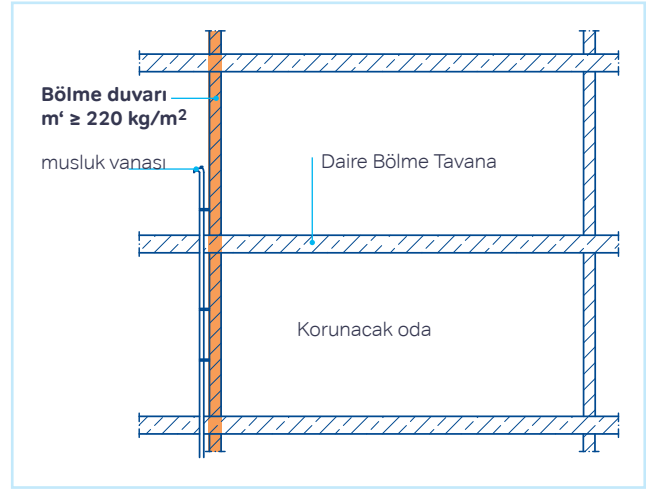 Bölme duvarı
m‘ ≥ 220 kg/m²
musluk vanası
Daire Bölme Tavana
Korunacak oda